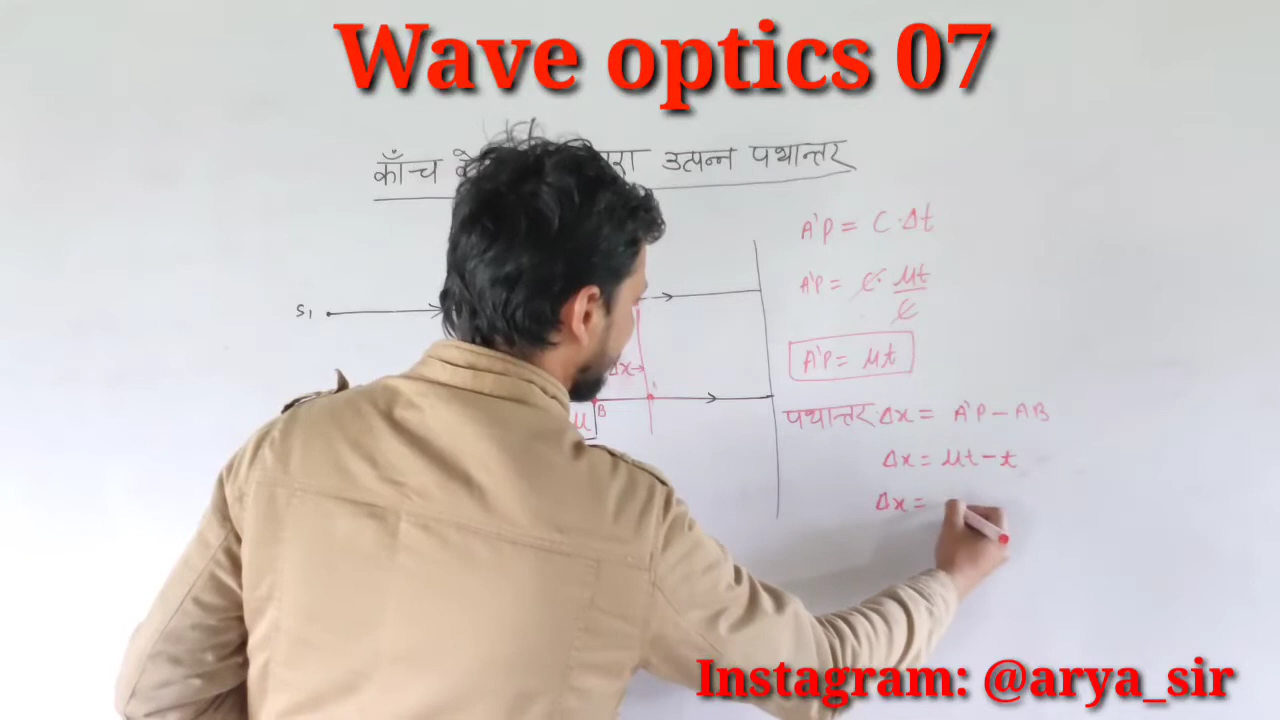 Wave optics 07
काँच के उत्पन्न पथान्तर
A'P = C·Δt
S₁
A'P = C· μt/C
A'P = μt
Δx
μ B
पथान्तर Δx = A'P - AB
Δx = μt - t
Δx =
Instagram: @arya_sir